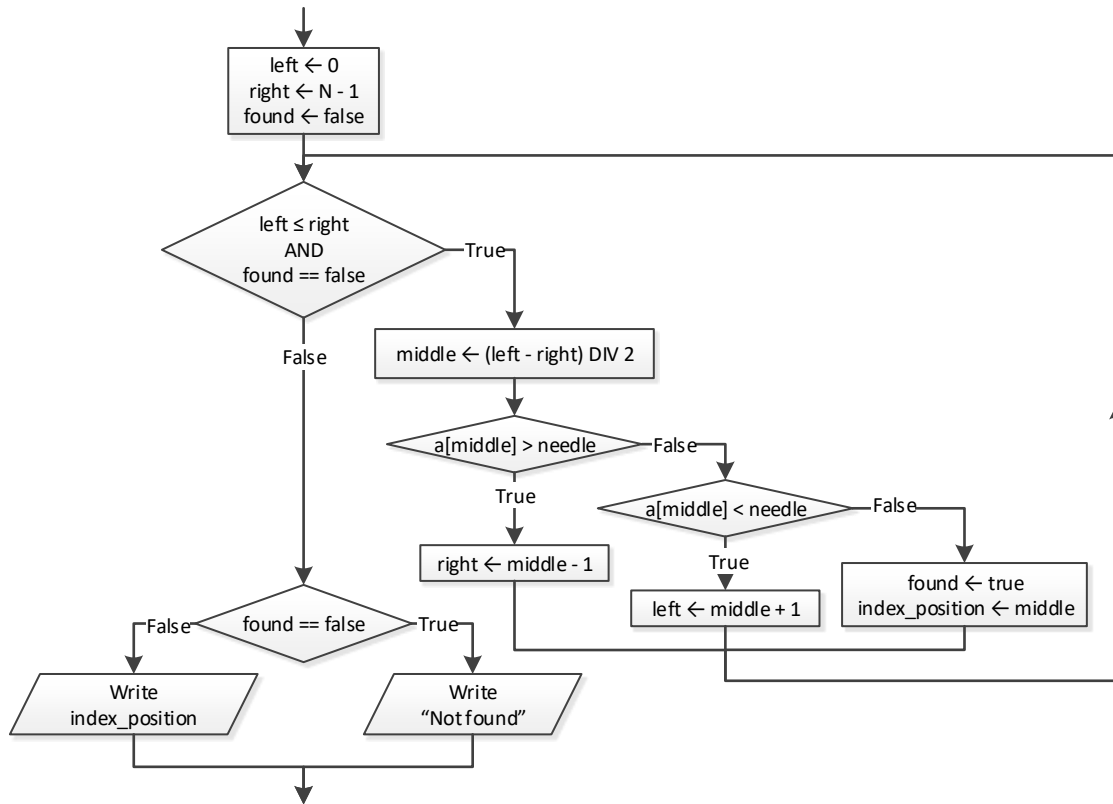 left ← 0
right ← N - 1
found ← false
left ≤ right
AND
found == false
True
False
middle ← (left - right) DIV 2
a[middle] > needle
False
True
a[middle] < needle
False
True
right ← middle - 1
left ← middle + 1
found ← true
index_position ← middle
found == false
False
True
Write
index_position
Write
“Not found”